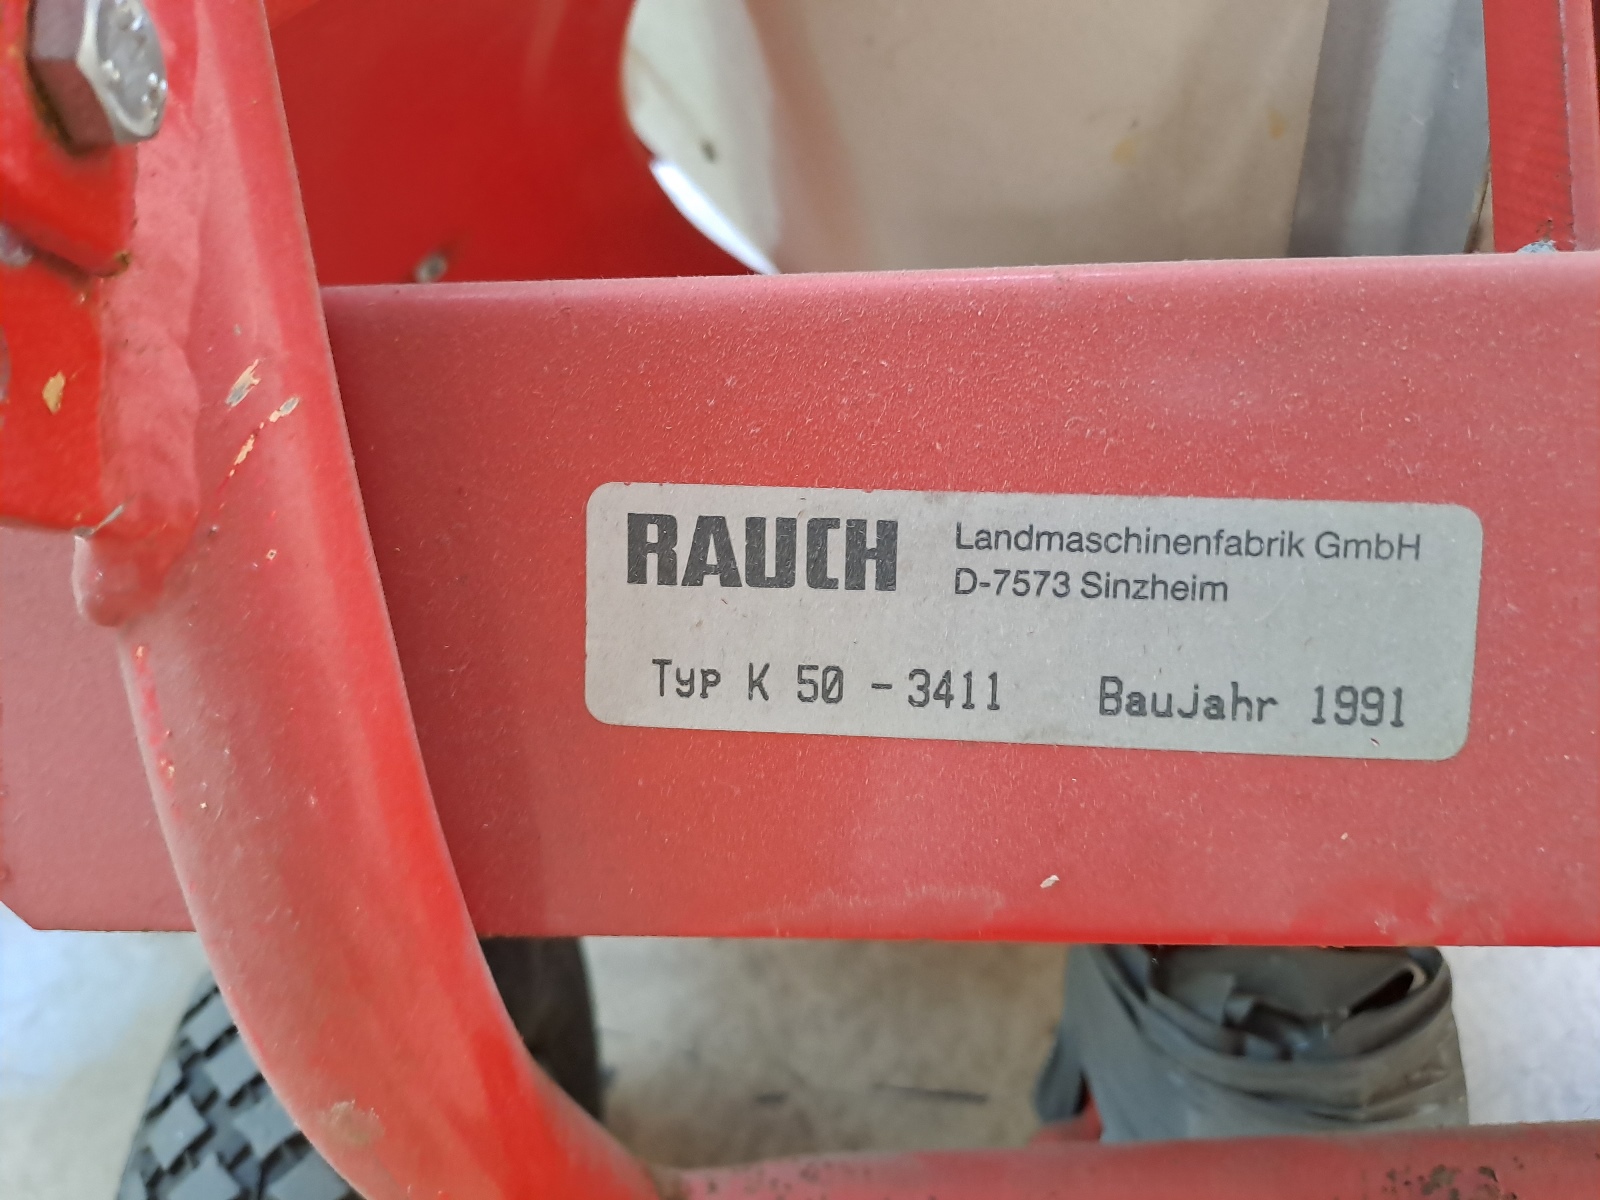 RAUCH Landmaschinenfabrik GmbH
D-7573 Sinzheim
Typ K 50 - 3411 Baujahr 1991